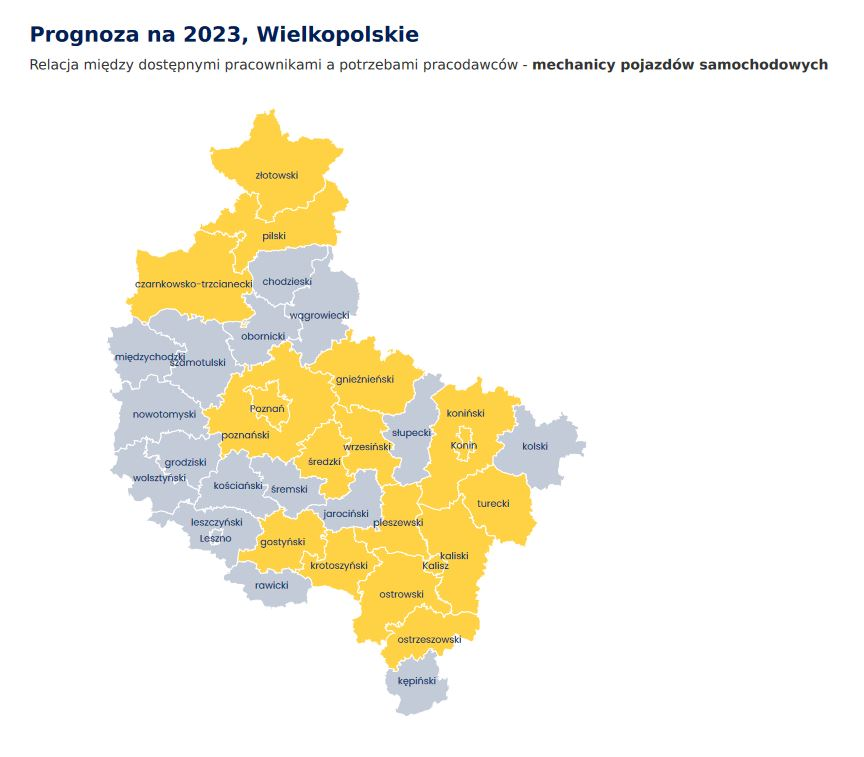 Prognoza na 2023, Wielkopolskie
Relacja między dostępnymi pracownikami a potrzebami pracodawców - mechanicy pojazdów samochodowych
złotowski
pilski
czarnkowsko-trzcianecki
chodzieski
wągrowiecki
obornicki
międzychodzki
szamotulski
gnieźnieński
nowotomyski
Poznań
koniński
poznański
słupecki
wrzesiński
Konin
kolski
grodziski
średzki
wolsztyński
kościański
śremski
turecki
jarociński
leszczyński
pleszewski
Leszno
gostyński
kaliski
krotoszyński
Kalisz
rawicki
ostrowski
ostrzeszowski
kępiński